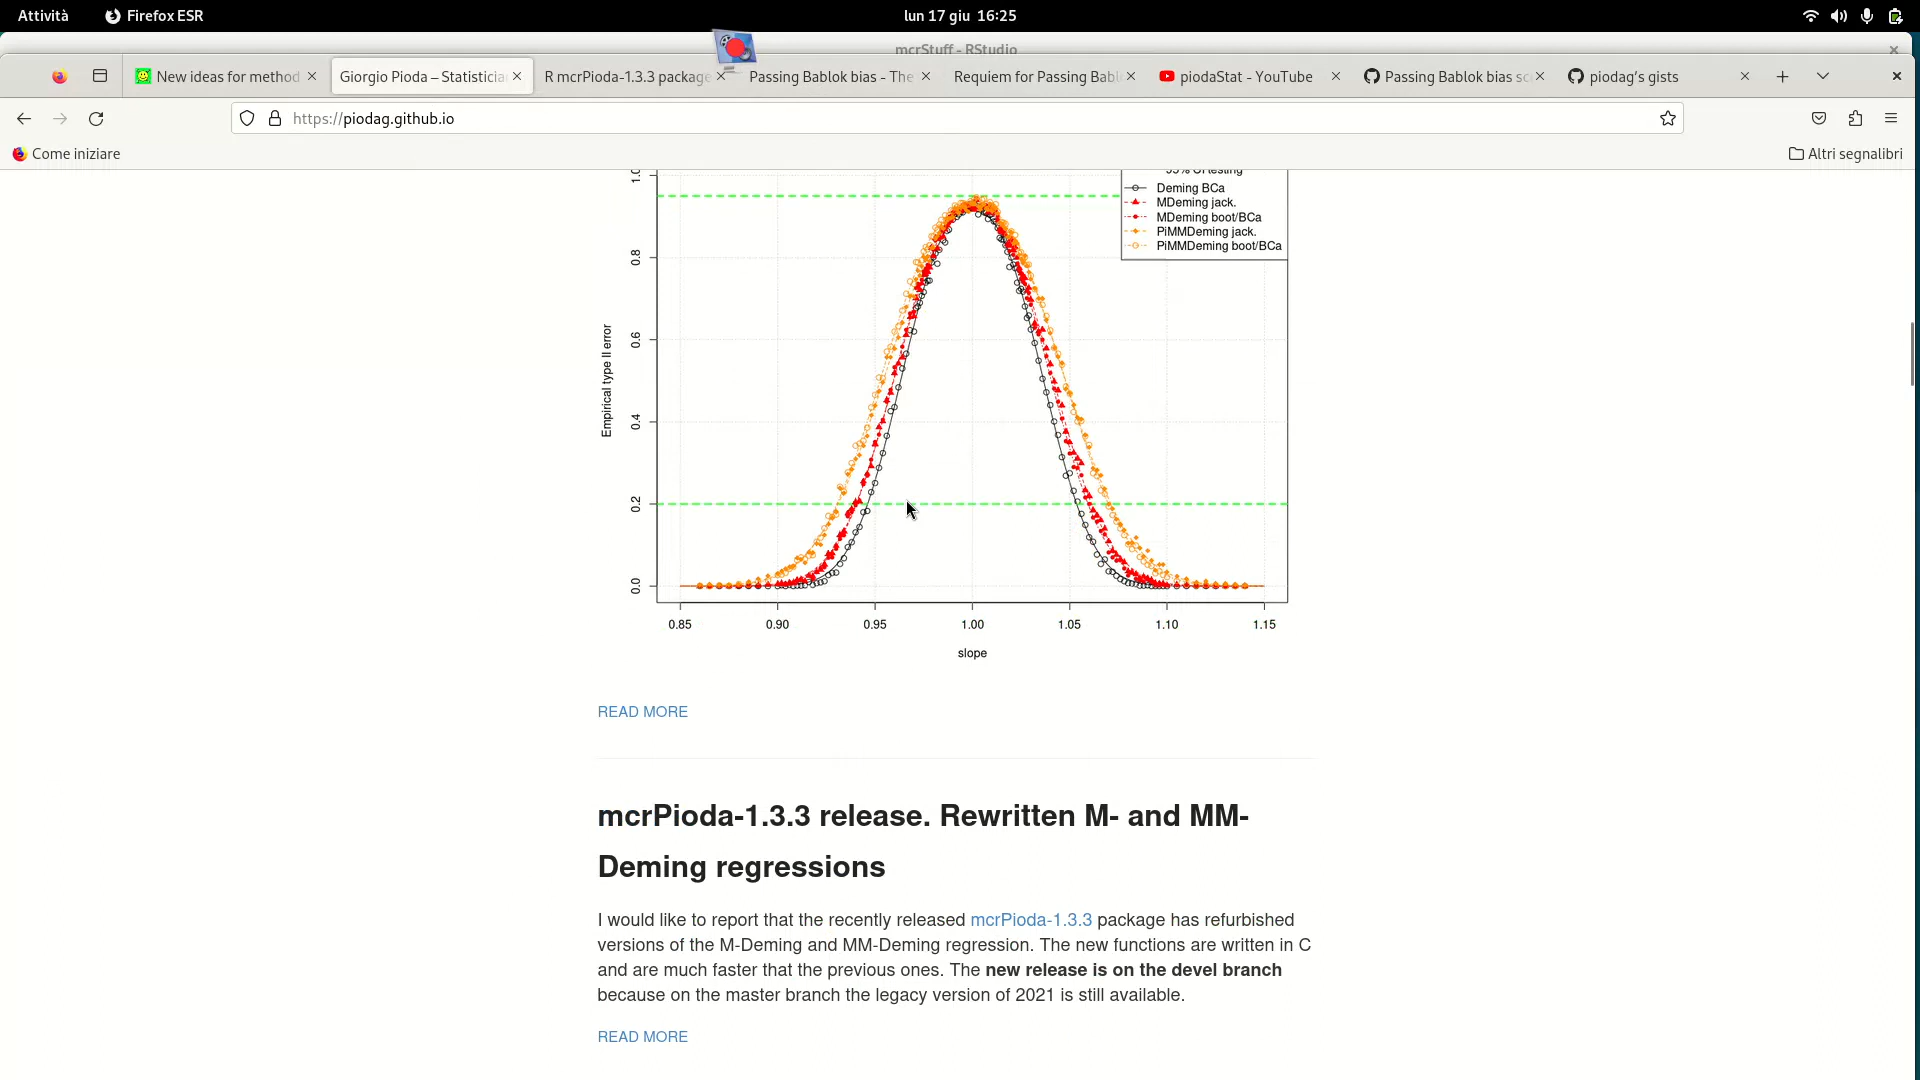 Attività
Firefox ESR
lun 17 giu 16:25
mcrStuff - RStudio
New ideas for method
Giorgio Pioda – Statisticia
R mcrPioda-1.3.3 package
Passing Bablok bias - The
Requiem for Passing Babl
piodaStat - YouTube
Passing Bablok bias sc
piodag's gists
https://piodag.github.io
Come iniziare
Altri segnalibri
95% CI testing
Deming BCa
MDeming jack.
MDeming boot/BCa
PiMMDeming jack.
PiMMDeming boot/BCa
Empirical type II error
1.0
0.8
0.6
0.4
0.2
0.0
0.85 0.90 0.95 1.00 1.05 1.10 1.15
slope
READ MORE
mcrPioda-1.3.3 release. Rewritten M- and MM-
Deming regressions
I would like to report that the recently released mcrPioda-1.3.3 package has refurbished
versions of the M-Deming and MM-Deming regression. The new functions are written in C
and are much faster that the previous ones. The new release is on the devel branch
because on the master branch the legacy version of 2021 is still available.
READ MORE